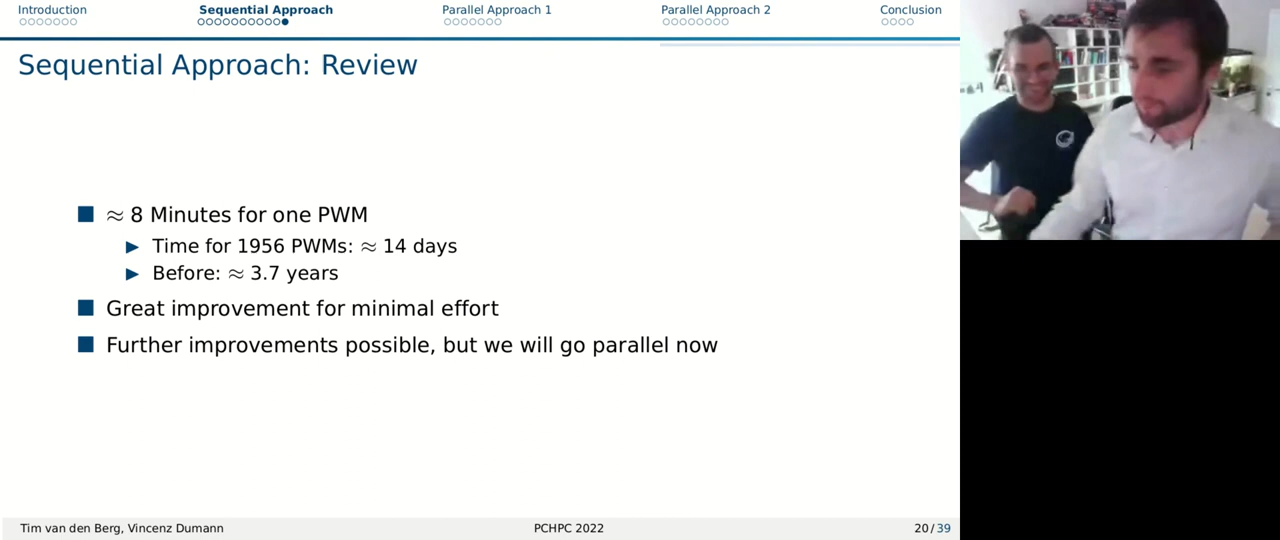 Introduction Sequential Approach Parallel Approach 1 Parallel Approach 2 Conclusion
Sequential Approach: Review
≈ 8 Minutes for one PWM
Time for 1956 PWMs: ≈ 14 days
Before: ≈ 3.7 years
Great improvement for minimal effort
Further improvements possible, but we will go parallel now
Tim van den Berg, Vincenz Dumann PCHPC 2022 20/39